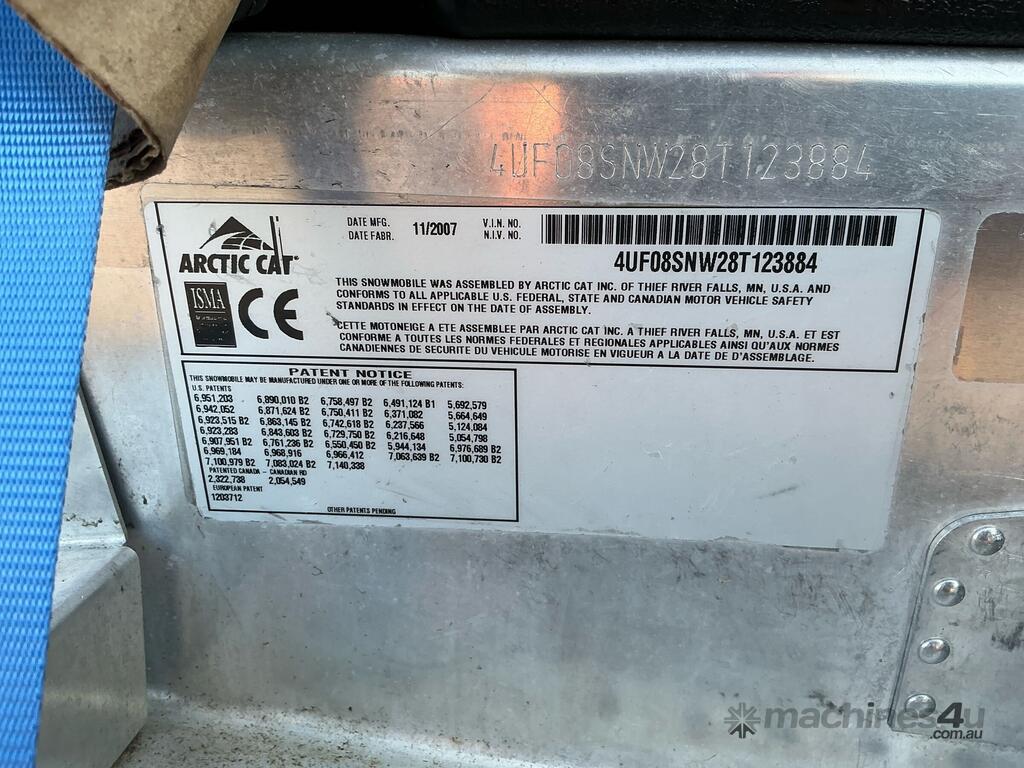 4UF08SNW28T123884
ARCTIC CAT
ISMA
CE
DATE MFG.
DATE FABR.
11/2007
V.I.N. NO.
N.I.V. NO.
4UF08SNW28T123884
THIS SNOWMOBILE WAS ASSEMBLED BY ARCTIC CAT INC. OF THIEF RIVER FALLS, MN, U.S.A. AND
CONFORMS TO ALL APPLICABLE U.S. FEDERAL, STATE AND CANADIAN MOTOR VEHICLE SAFETY
STANDARDS IN EFFECT ON THE DATE OF ASSEMBLY.
CETTE MOTONEIGE A ETE ASSEMBLEE PAR ARCTIC CAT INC. A THIEF RIVER FALLS, MN, U.S.A. ET EST
CONFORME A TOUTES LES NORMES FEDERALES ET REGIONALES APPLICABLES AINSI QU'AUX NORMES
CANADIENNES DE SECURITE DU VEHICULE MOTORISE EN VIGUEUR A LA DATE DE D'ASSEMBLAGE.
PATENT NOTICE
THIS SNOWMOBILE MAY BE MANUFACTURED UNDER ONE OR MORE OF THE FOLLOWING PATENTS:
U.S. PATENTS
6,951,203 6,890,010 B2 6,758,497 B2 6,491,124 B1 5,692,579
6,942,052 6,871,624 B2 6,750,411 B2 6,371,082 5,664,649
6,923,515 B2 6,863,145 B2 6,742,618 B2 6,237,566 5,124,084
6,923,283 6,843,603 B2 6,729,750 B2 6,216,648 5,054,798
6,907,951 B2 6,761,236 B2 6,550,450 B2 5,944,134 6,976,689 B2
6,969,184 6,968,916 6,966,412 7,063,639 B2 7,100,730 B2
7,100,979 B2 7,083,024 B2 7,140,338
PATENTED CANADA - CANADIAN RD
2,322,738 2,054,549
EUROPEAN PATENT
1203712
OTHER PATENTS PENDING
machines4u
.com.au